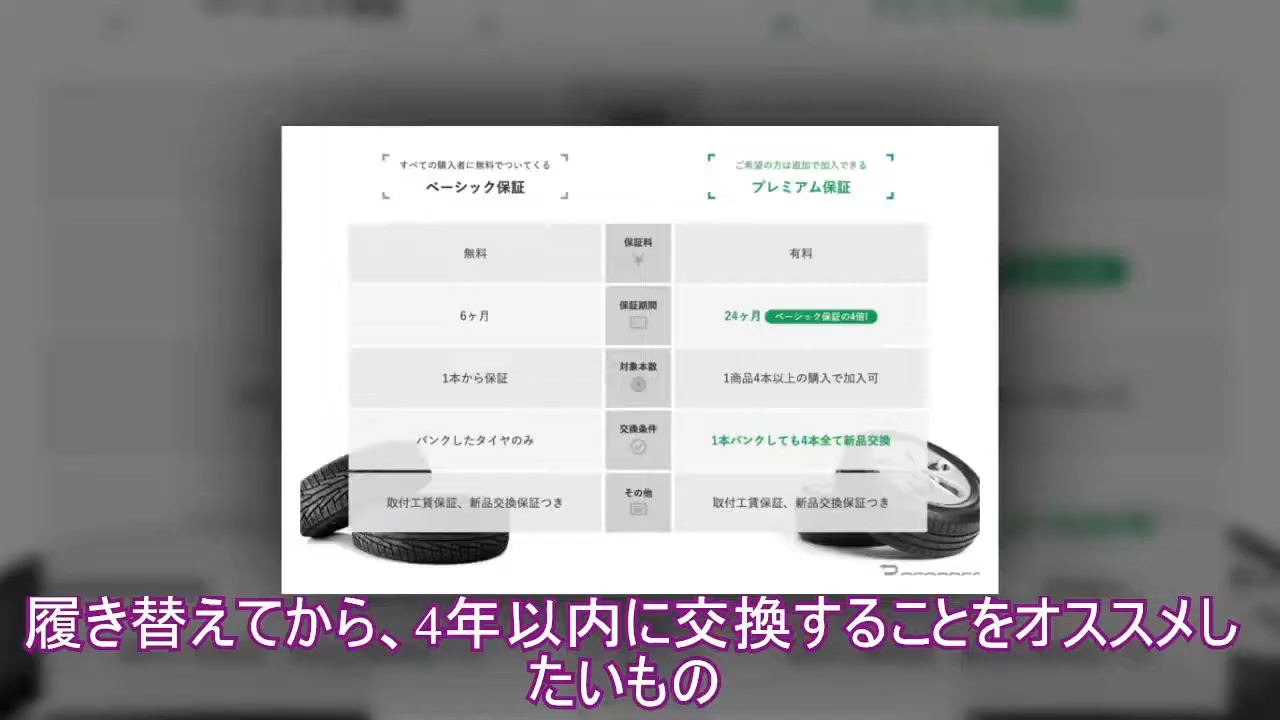 すべての購入者に無料でついてくる
ベーシック保証
ご希望の方は追加で加入できる
プレミアム保証
無料
保証料
有料
6ヶ月
保証期間
24ヶ月 ベーシック保証の4倍!
1本から保証
対象本数
1商品4本以上の購入で加入可
パンクしたタイヤのみ
交換条件
1本パンクしても4本全て新品交換
取付工賃保証、新品交換保証つき
その他
取付工賃保証、新品交換保証つき
履き替えてから、4年以内に交換することをオススメし
たいもの